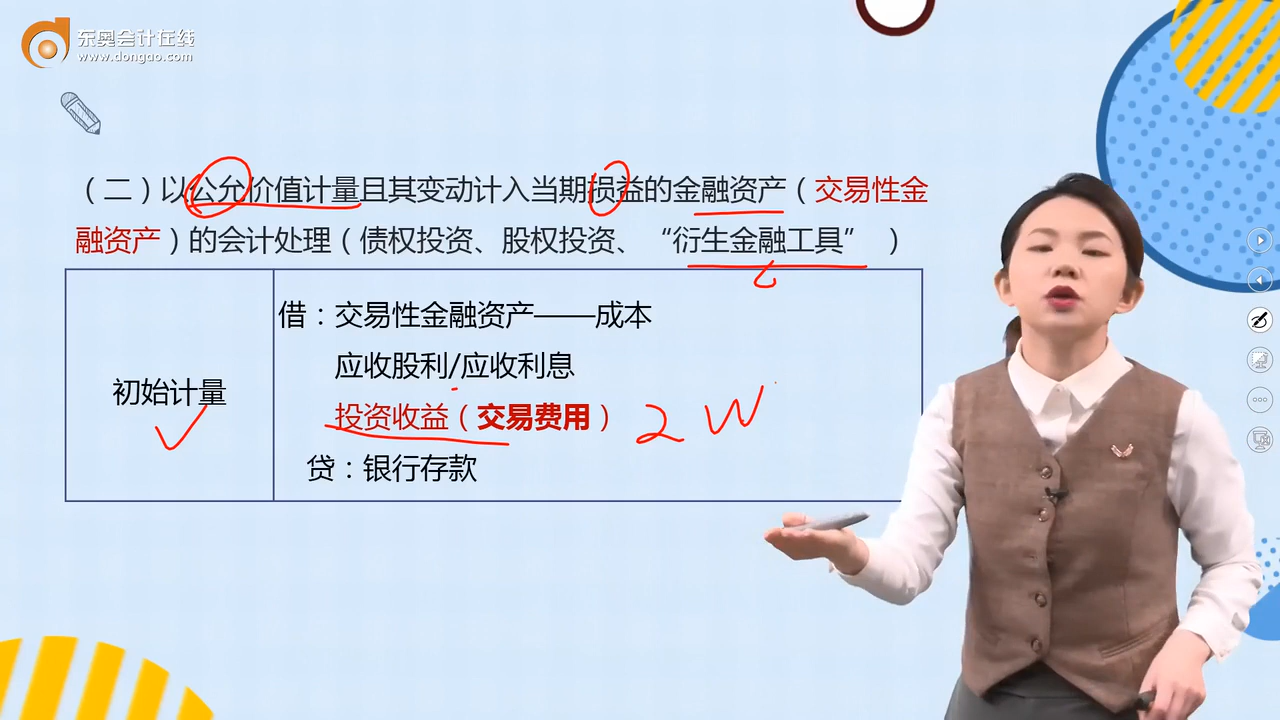 东奥会计在线
www.dongao.com
（二）以公允价值计量且其变动计入当期损益的金融资产（交易性金
融资产）的会计处理（债权投资、股权投资、“衍生金融工具” ）
初始计量
借：交易性金融资产——成本
应收股利/应收利息
投资收益（交易费用）
2 W
贷：银行存款